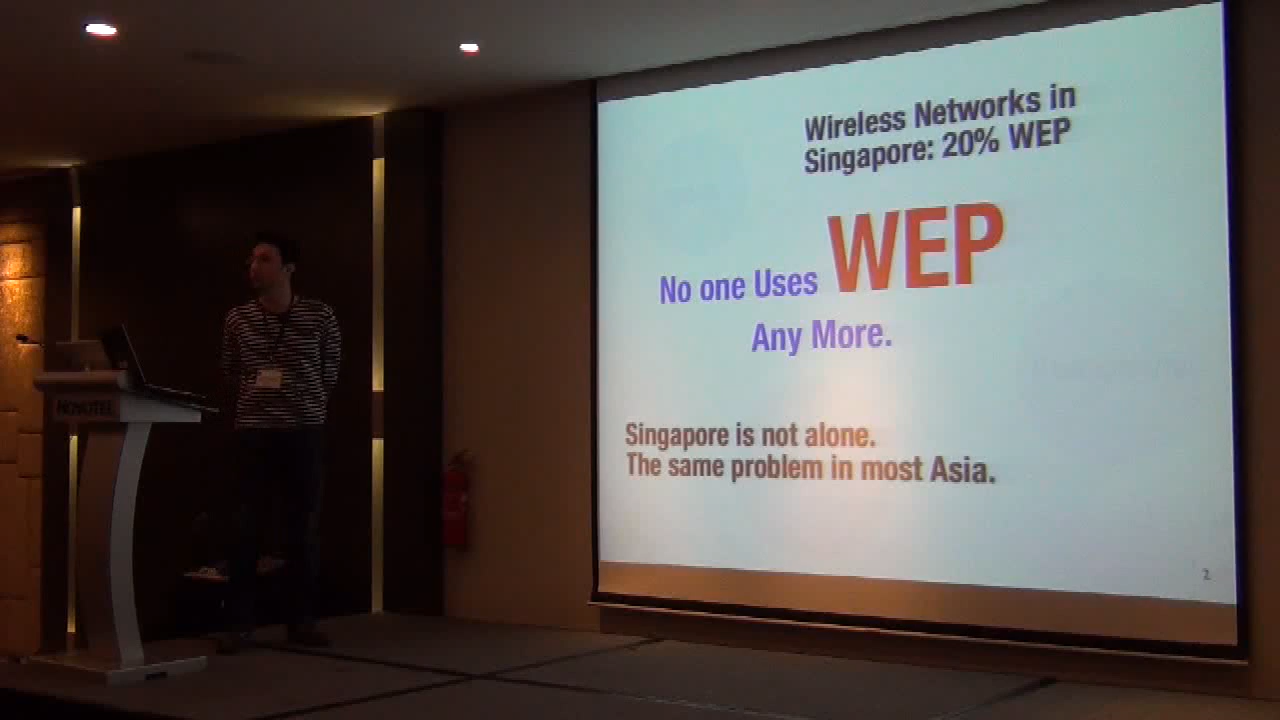 Wireless Networks in
Singapore: 20% WEP
No one Uses WEP
Any More.
Singapore is not alone.
The same problem in most Asia.
2
NOVOTEL